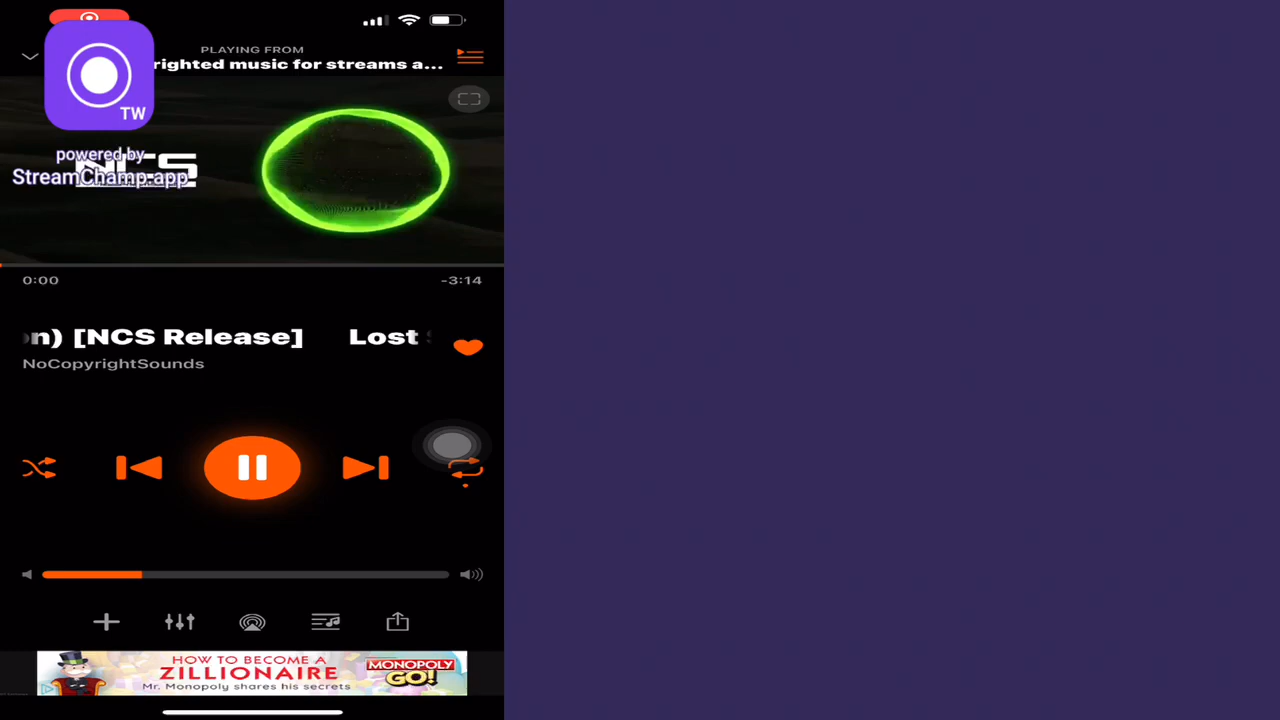 PLAYING FROM
righted music for streams a...
TW
powered by
NCS
StreamChamp.app
0:00
-3:14
n) [NCS Release] Lost
NoCopyrightSounds
HOW TO BECOME A
ZILLIONAIRE
Mr. Monopoly shares his secrets
MONOPOLY
GO!